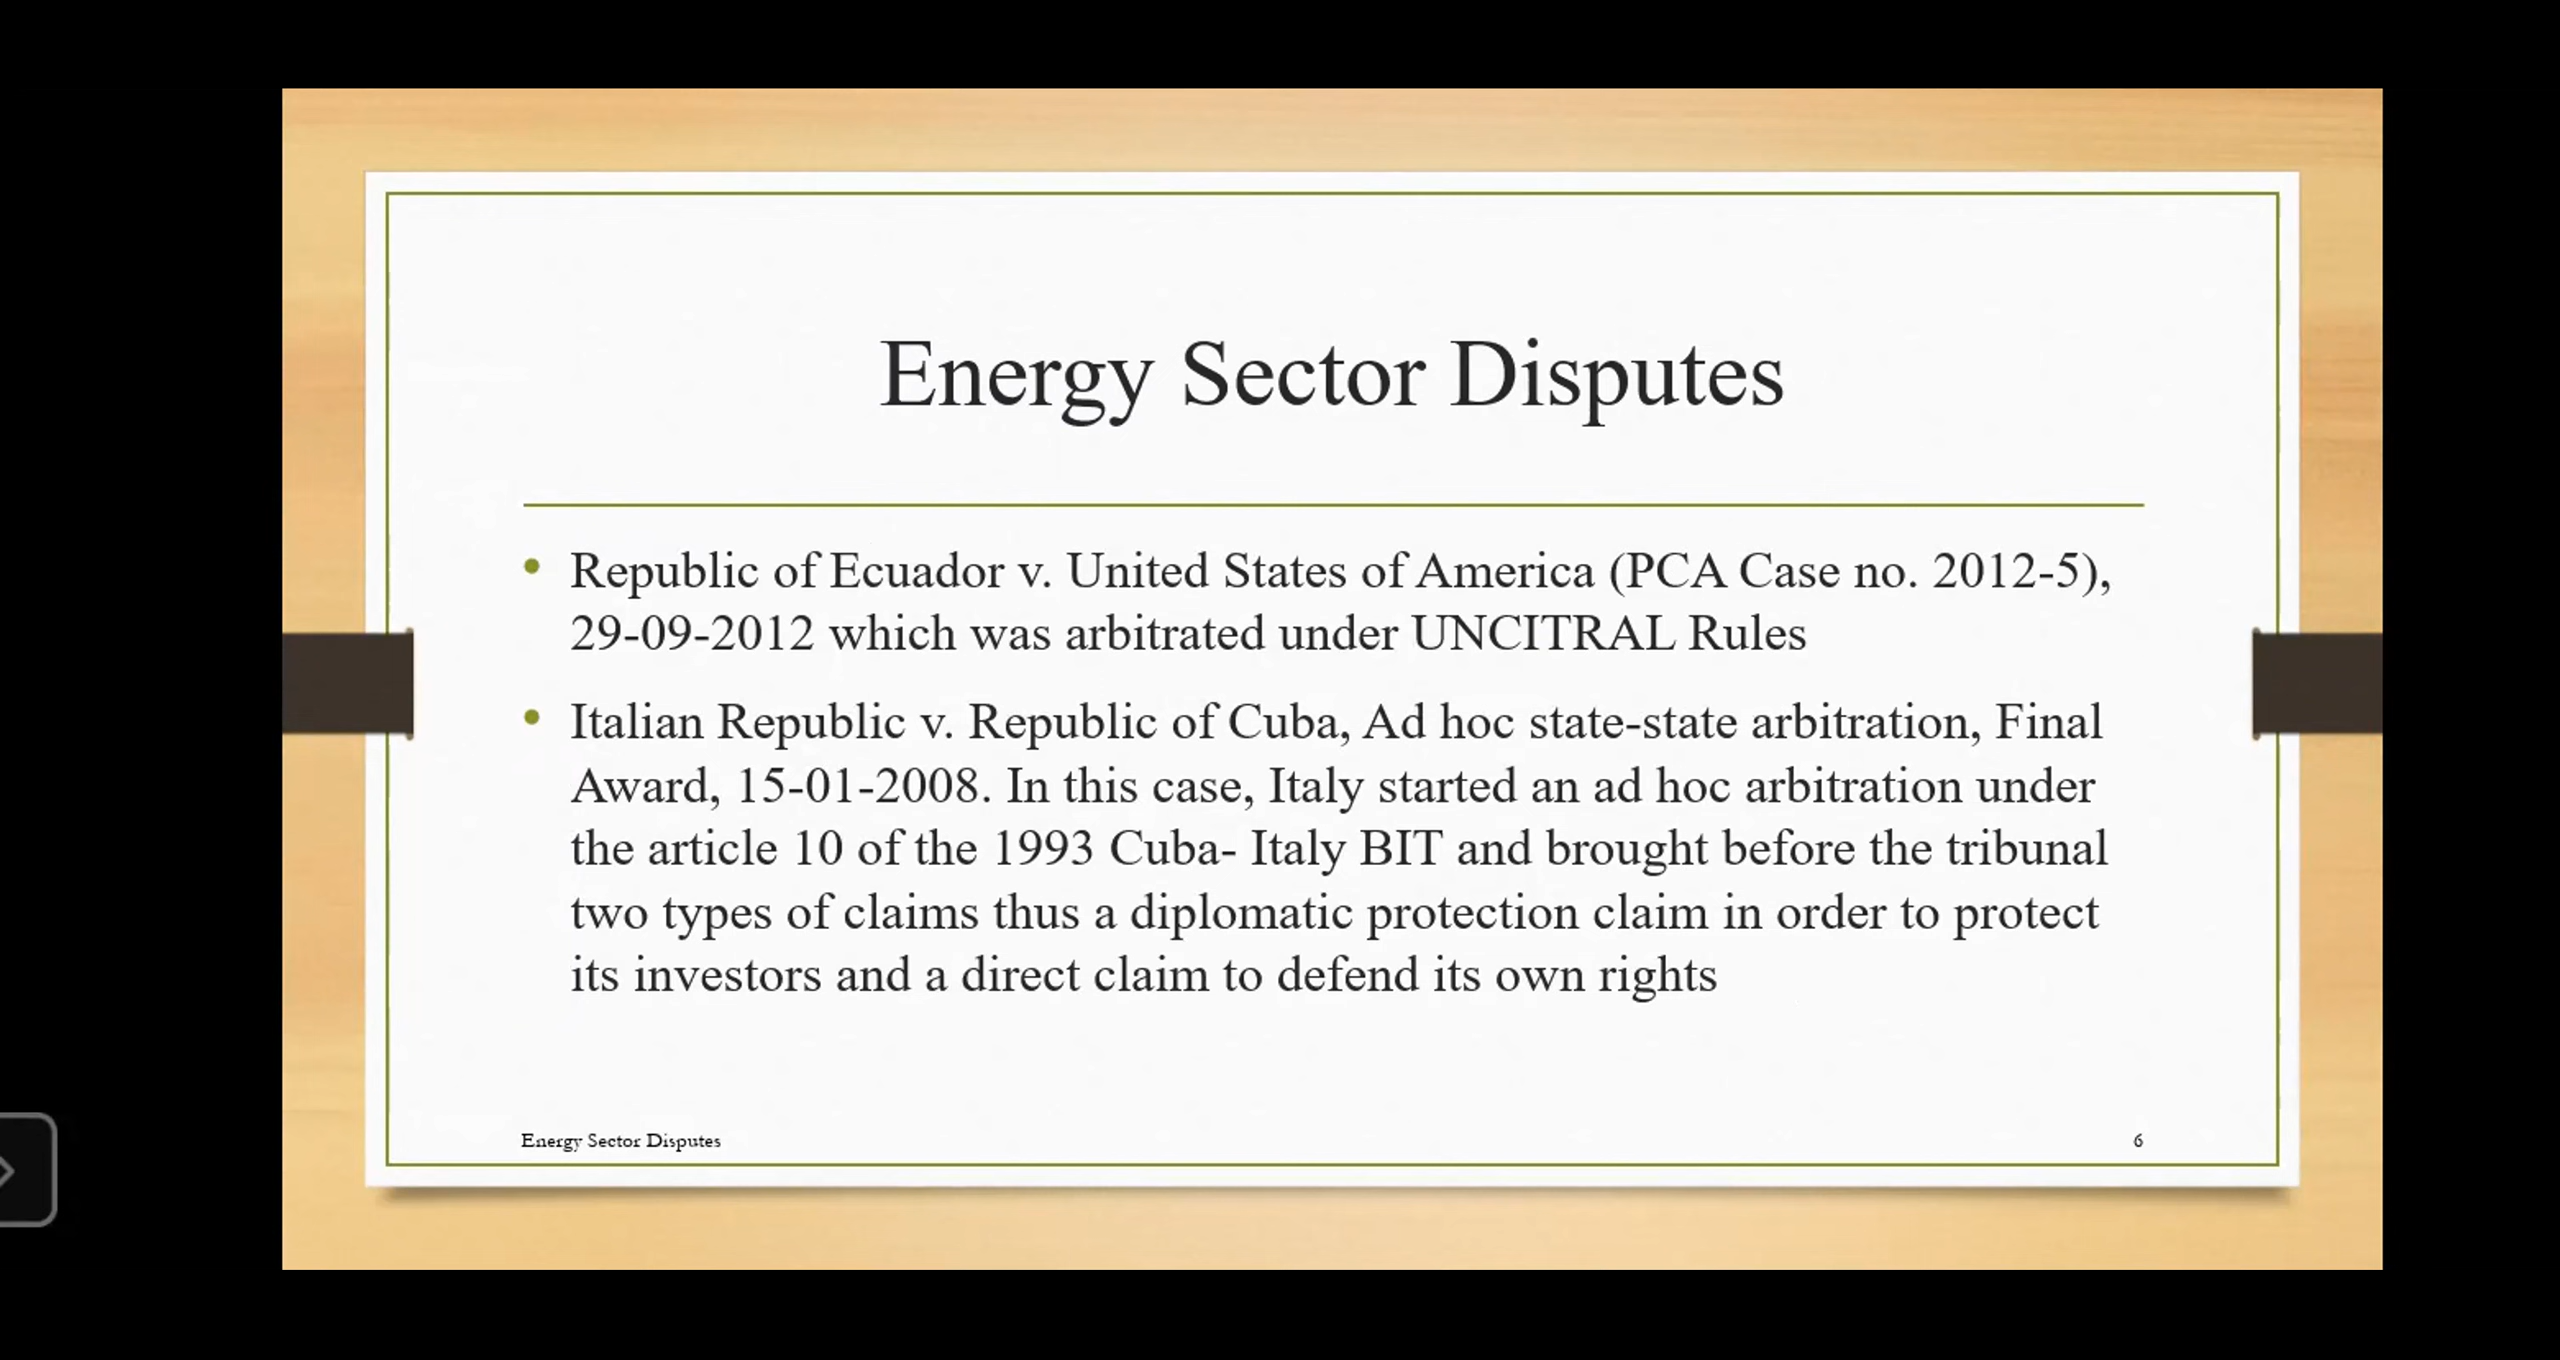 Energy Sector Disputes
• Republic of Ecuador v. United States of America (PCA Case no. 2012-5),
29-09-2012 which was arbitrated under UNCITRAL Rules
• Italian Republic v. Republic of Cuba, Ad hoc state-state arbitration, Final
Award, 15-01-2008. In this case, Italy started an ad hoc arbitration under
the article 10 of the 1993 Cuba- Italy BIT and brought before the tribunal
two types of claims thus a diplomatic protection claim in order to protect
its investors and a direct claim to defend its own rights
Energy Sector Disputes
6